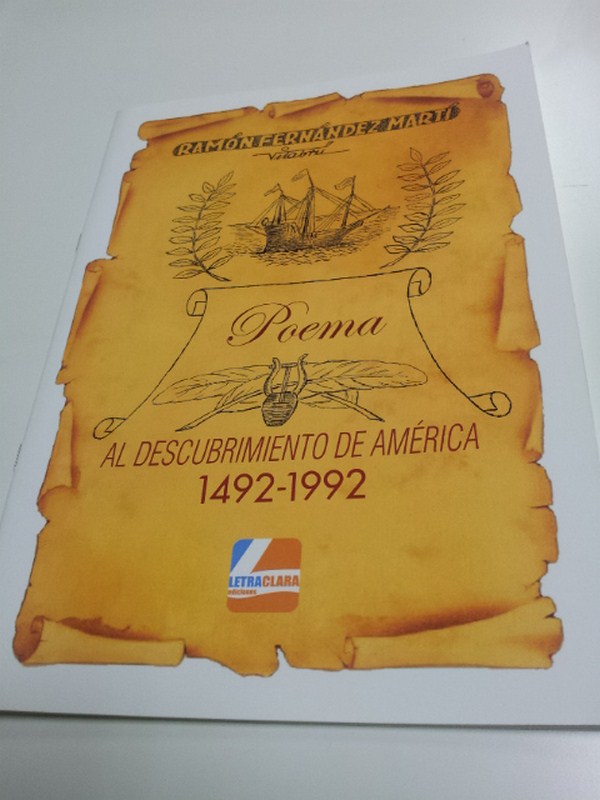 RAMÓN FERNÁNDEZ MARTÍ
Poema
AL DESCUBRIMIENTO DE AMÉRICA
1492-1992
LETRACLARA
ediciones